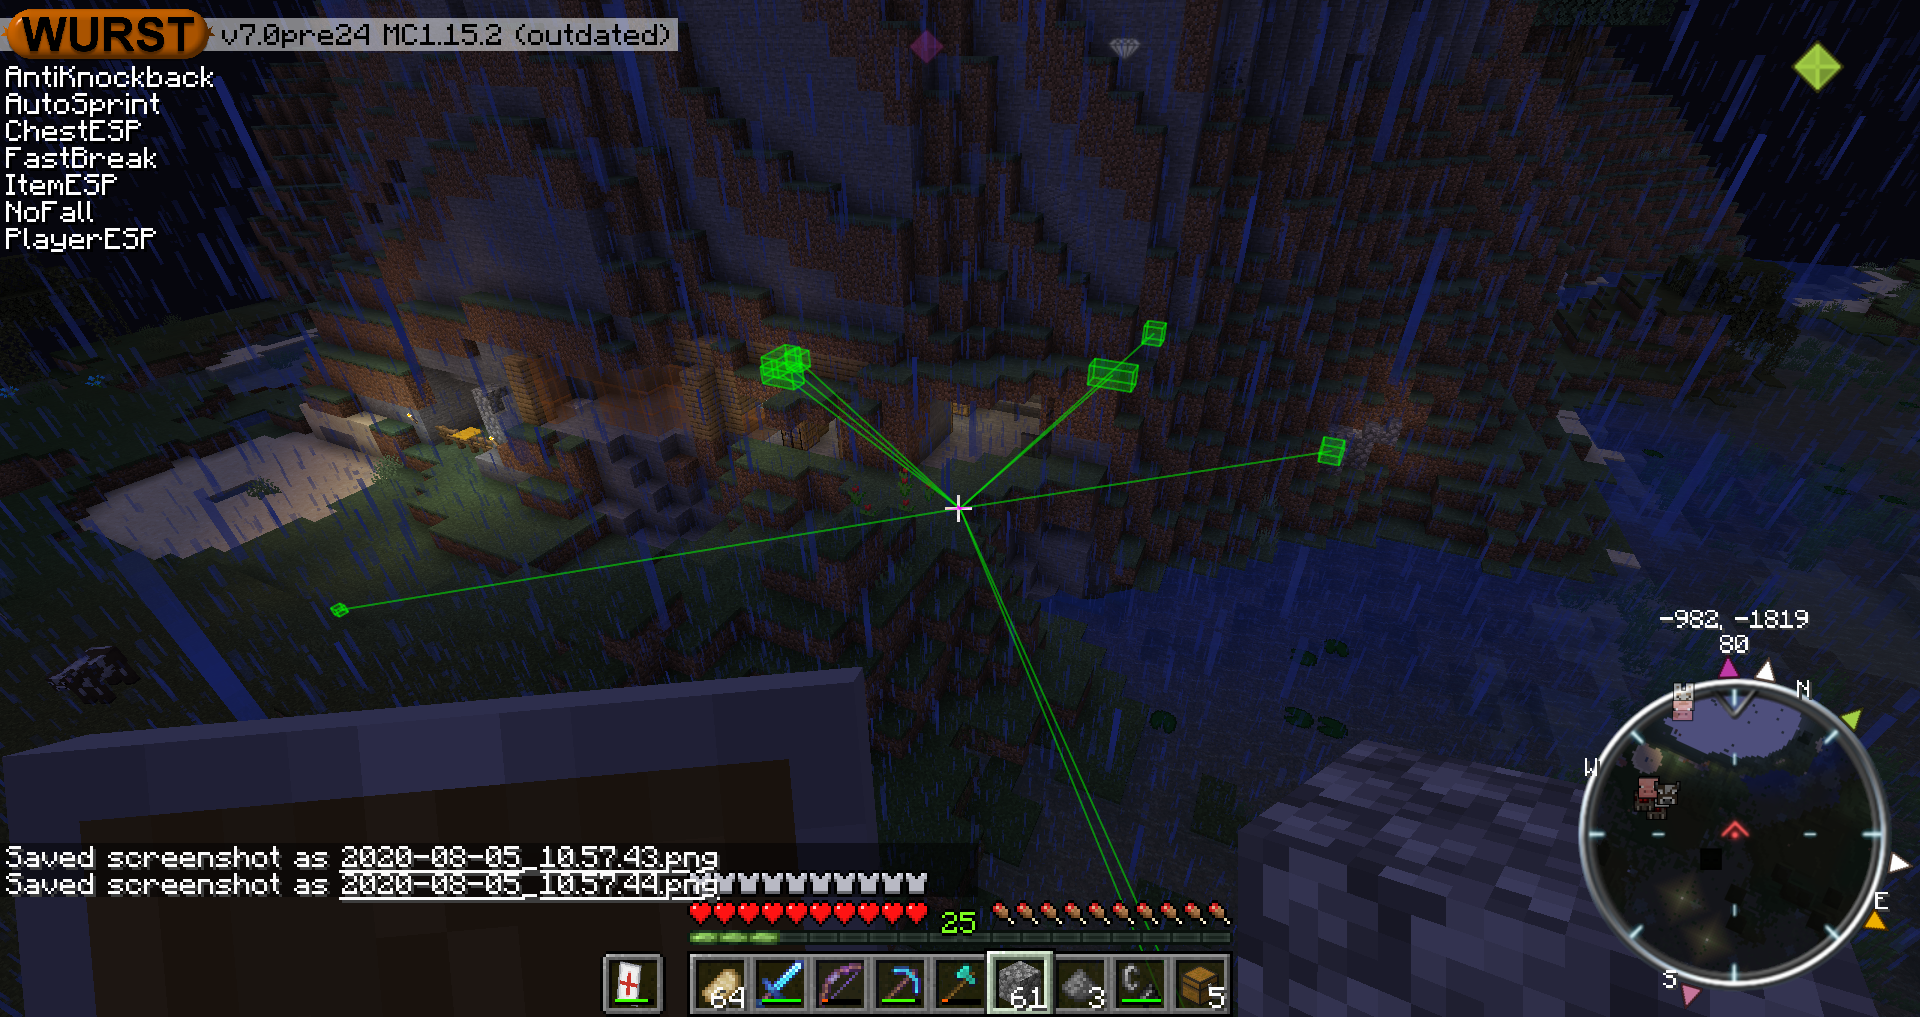 WURST v7.0pre24 MC1.15.2 (outdated)
AntiKnockback
AutoSprint
ChestESP
FastBreak
ItemESP
NoFall
PlayerESP
-982, -1819
80
N
W
E
S
Saved screenshot as 2020-08-05_10.57.43.png
Saved screenshot as 2020-08-05_10.57.44.png
25
64
61
3
5